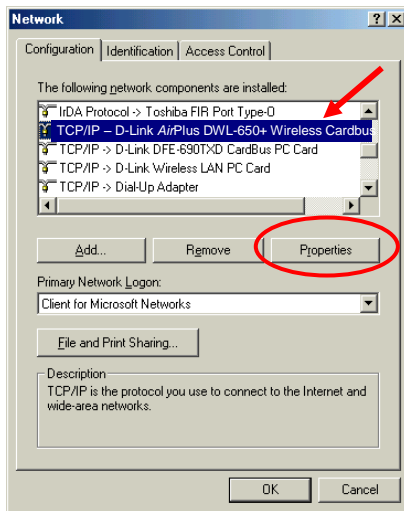 Network
Configuration Identification Access Control
The following network components are installed:
IrDA Protocol -> Toshiba FIR Port Type-O
TCP/IP – D-Link AirPlus DWL-650+ Wireless Cardbus
TCP/IP -> D-Link DFE-690TXD CardBus PC Card
TCP/IP -> D-Link Wireless LAN PC Card
TCP/IP -> Dial-Up Adapter
Add... Remove Properties
Primary Network Logon:
Client for Microsoft Networks
File and Print Sharing...
Description
TCP/IP is the protocol you use to connect to the Internet and
wide-area networks.
OK Cancel